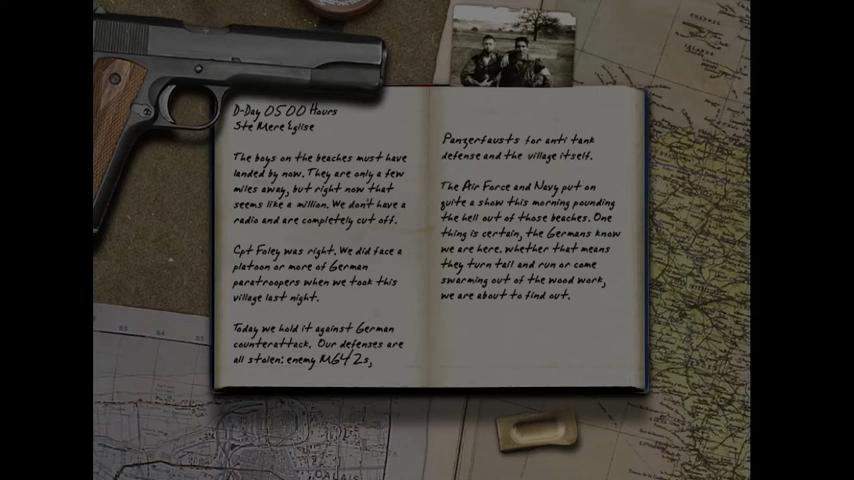 D-Day 0500 Hours
Ste Mere Eglise
The boys on the beaches must have
landed by now. They are only a few
miles away, but right now that
seems like a million. We don't have a
radio and are completely cut off.
Cpt Foley was right. We did face a
platoon or more of German
paratroopers when we took this
village last night.
Today we hold it against German
counterattack. Our defenses are
all stolen: enemy MG42s,
Panzerfausts for anti tank
defense and the village itself.
The Air Force and Navy put on
quite a show this morning pounding
the hell out of those beaches. One
thing is certain, the Germans know
we are here. Whether that means
they turn tail and run or come
swarming out of the wood work,
we are about to find out.